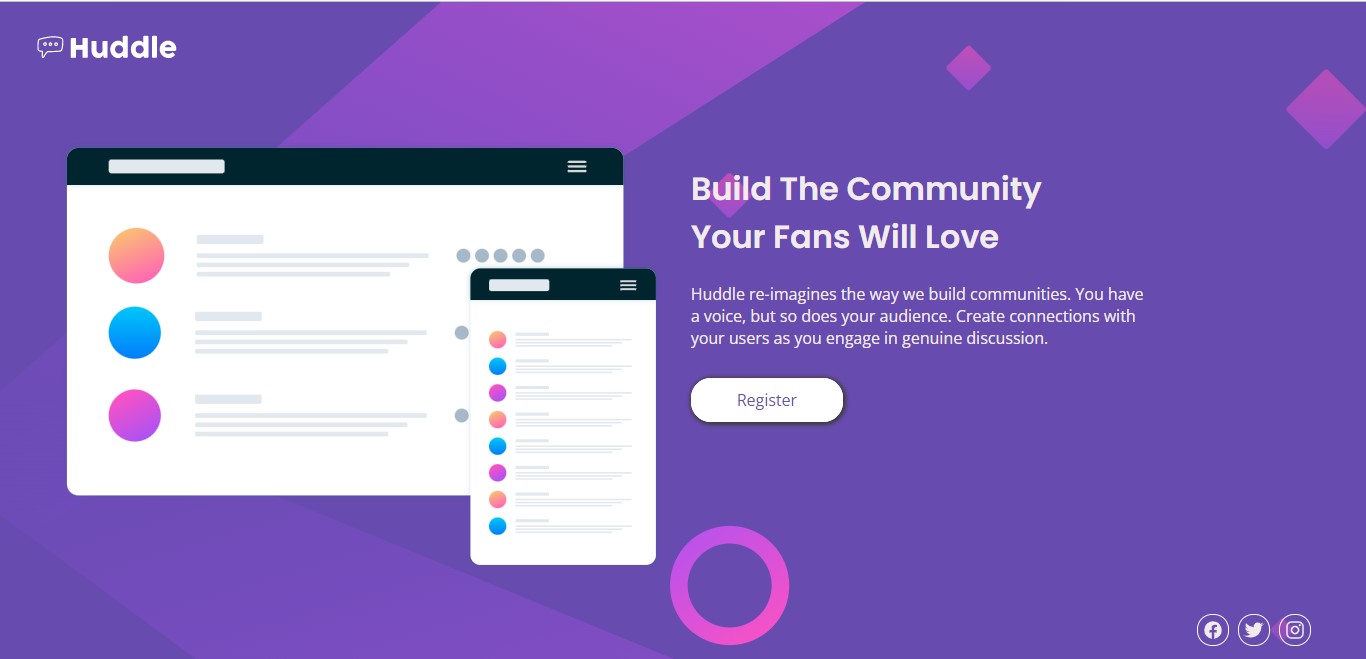 Huddle
Build The Community
Your Fans Will Love
Huddle re-imagines the way we build communities. You have
a voice, but so does your audience. Create connections with
your users as you engage in genuine discussion.
Register